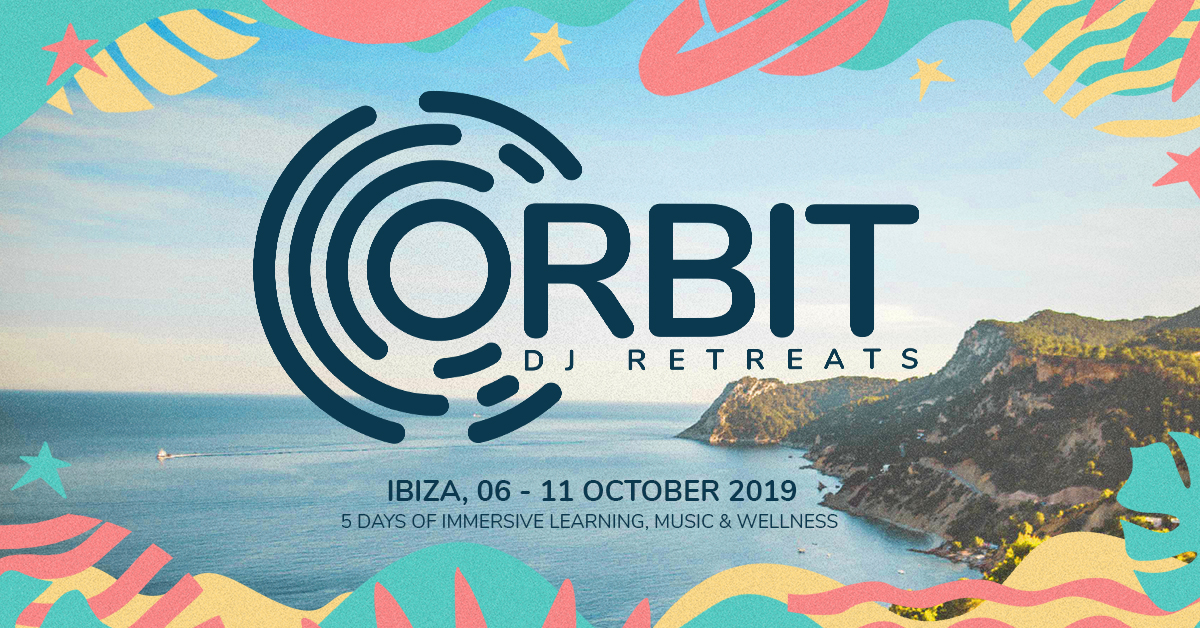 ORBIT
DJ RETREATS
IBIZA, 06 - 11 OCTOBER 2019
5 DAYS OF IMMERSIVE LEARNING, MUSIC & WELLNESS